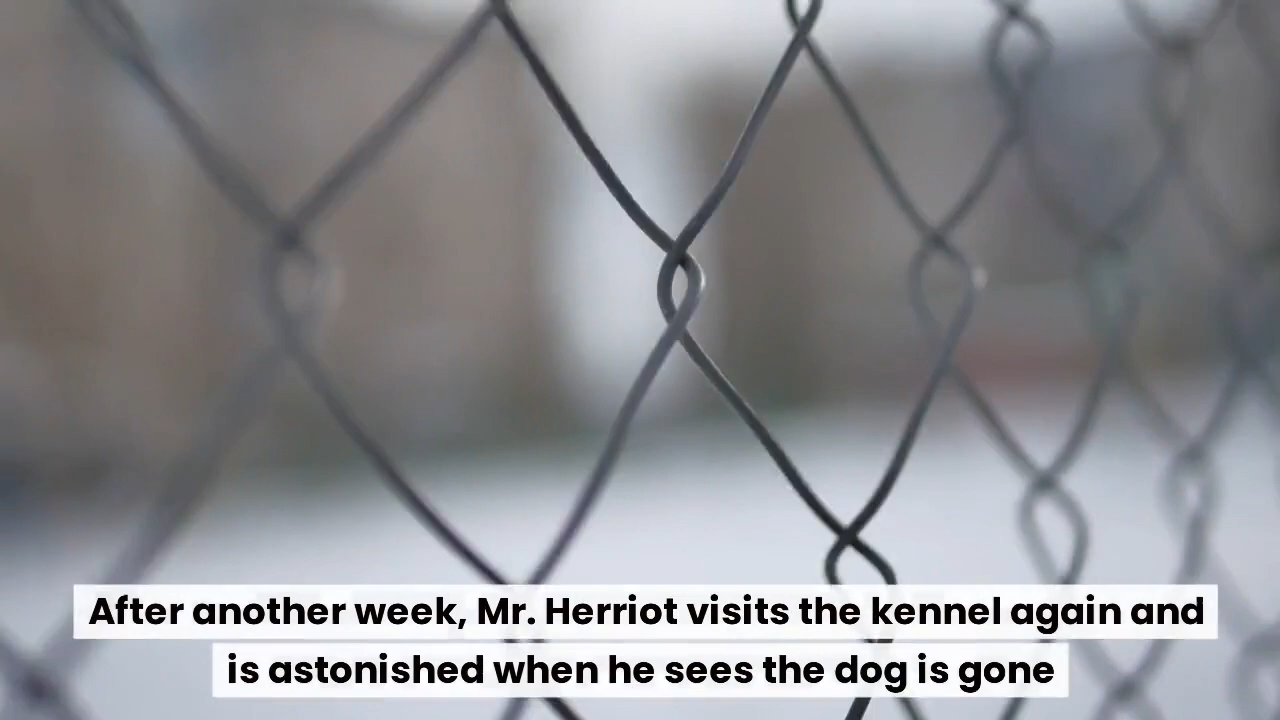 After another week, Mr. Herriot visits the kennel again and
is astonished when he sees the dog is gone